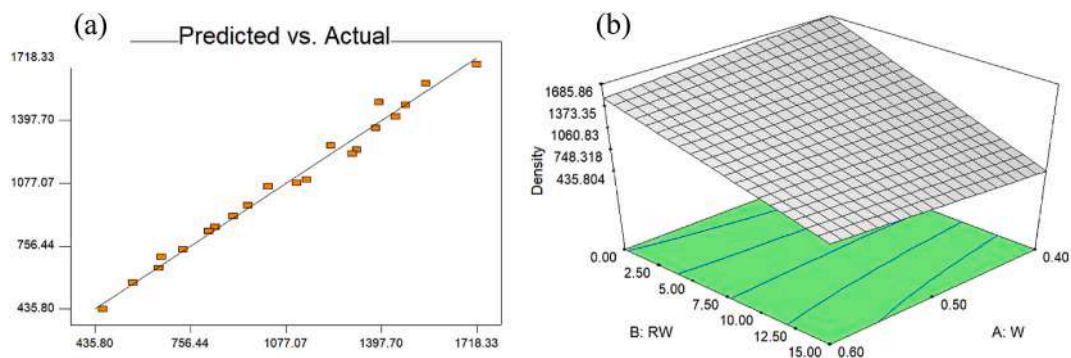 (a)
Predicted vs. Actual
1718.33
1397.70
1077.07
756.44
435.80
435.80 756.44 1077.07 1397.70 1718.33
(b)
1685.86
1373.35
1060.83
748.318
435.804
Density
0.00
2.50
5.00
7.50
10.00
12.50
15.00
B: RW
0.40
0.50
0.60
A: W